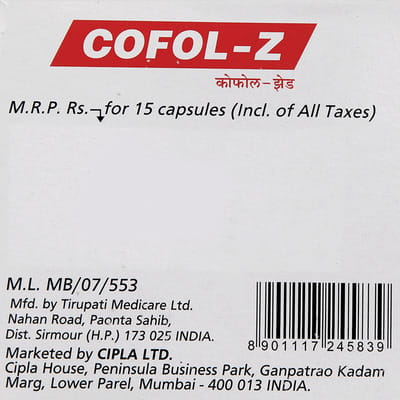 COFOL-Z
कोफोल-झेड
M.R.P. Rs. for 15 capsules (Incl. of All Taxes)
M.L. MB/07/553
Mfd. by Tirupati Medicare Ltd.
Nahan Road, Paonta Sahib,
Dist. Sirmour (H.P.) 173 025 INDIA.
Marketed by CIPLA LTD.
Cipla House, Peninsula Business Park, Ganpatrao Kadam
Marg, Lower Parel, Mumbai - 400 013 INDIA.
8 901117 245839